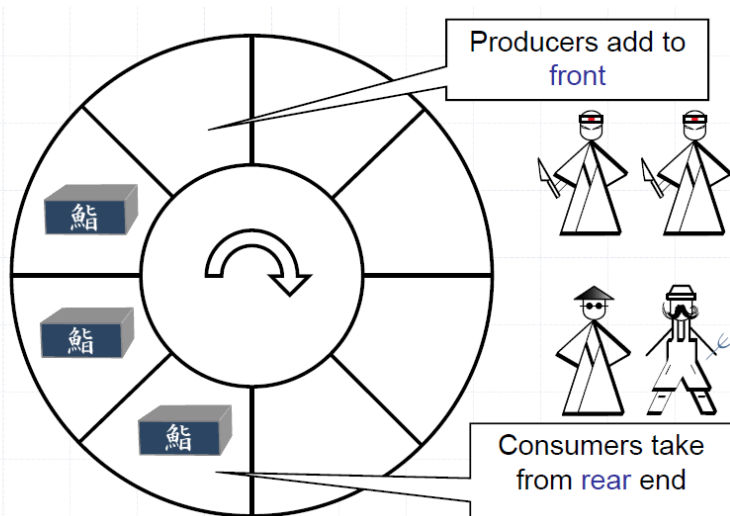 Producers add to
front
鮨
鮨
鮨
Consumers take
from rear end